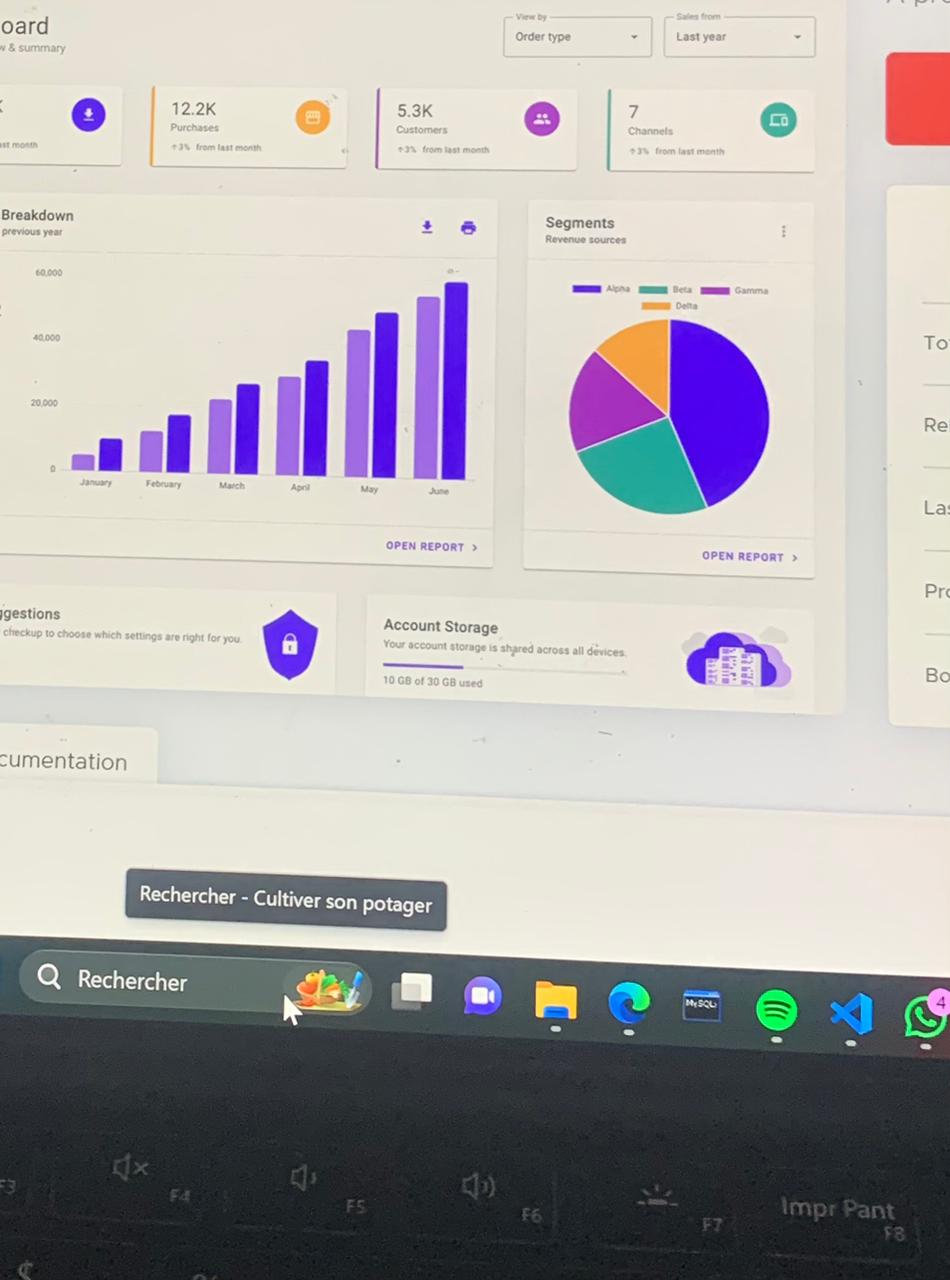 oard
w & summary
View by
Order type
Sales from
Last year
K
ast month
12.2K
Purchases
↑3% from last month
5.3K
Customers
↑3% from last month
7
Channels
↑3% from last month
Breakdown
previous year
60,000
40,000
20,000
0
January
February
March
April
May
June
OPEN REPORT >
Segments
Revenue sources
Alpha
Beta
Gamma
Delta
OPEN REPORT >
ggestions
checkup to choose which settings are right for you.
Account Storage
Your account storage is shared across all devices.
10 GB of 30 GB used
To
Re
Las
Pro
Bo
cumentation
Rechercher - Cultiver son potager
Rechercher
MySQL
4
F3
F4
F5
F6
F7
Impr Pant
F8
$